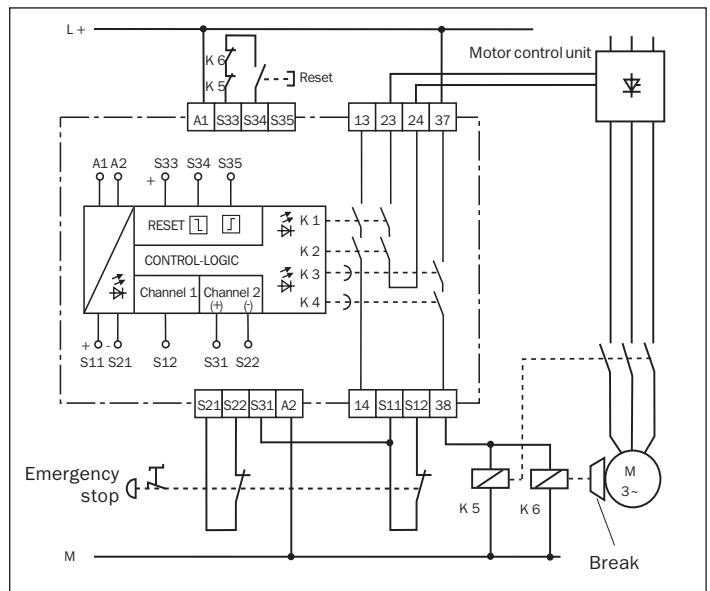 L +
Motor control unit
K 6
K 5
Reset
A1 S33 S34 S35
13 23 24 37
A1 A2 S33 S34 S35
+
RESET
K 1
K 2
CONTROL-LOGIC
K 3
Channel 1 Channel 2
(+) (-)
K 4
+ -
S11 S21 S12 S31 S22
S21 S22 S31 A2
14 S11 S12 38
Emergency
stop
M
3~
K 5 K 6
M
Break